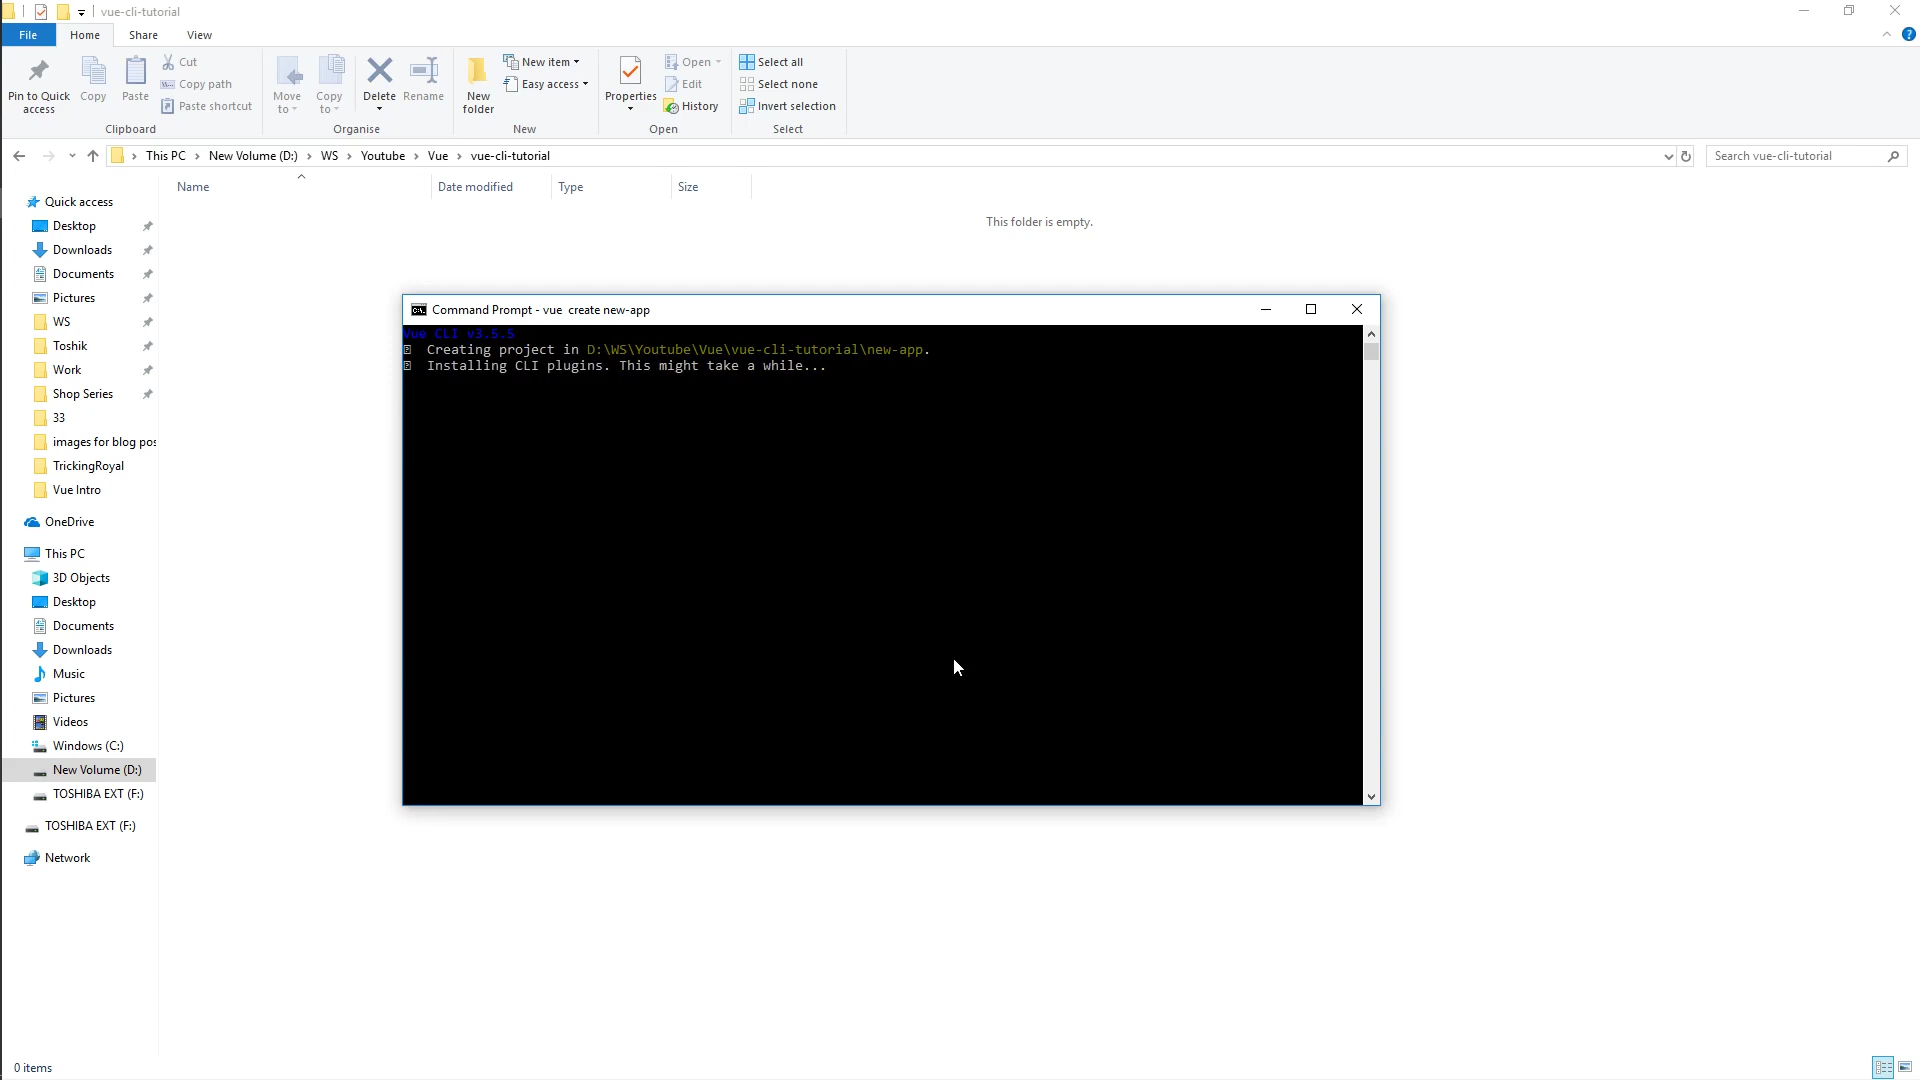 vue-cli-tutorial
File Home Share View
Pin to Quick access
Copy
Paste
Cut
Copy path
Paste shortcut
Clipboard
Move to
Copy to
Delete
Rename
Organise
New folder
New item
Easy access
New
Properties
Open
Edit
History
Open
Select all
Select none
Invert selection
Select
This PC > New Volume (D:) > WS > Youtube > Vue > vue-cli-tutorial
Search vue-cli-tutorial
Name Date modified Type Size
This folder is empty.
Quick access
Desktop
Downloads
Documents
Pictures
WS
Toshik
Work
Shop Series
33
images for blog pos
TrickingRoyal
Vue Intro
OneDrive
This PC
3D Objects
Desktop
Documents
Downloads
Music
Pictures
Videos
Windows (C:)
New Volume (D:)
TOSHIBA EXT (F:)
TOSHIBA EXT (F:)
Network
Command Prompt - vue  create new-app
Vue CLI v3.5.5
Creating project in D:\WS\Youtube\Vue\vue-cli-tutorial\new-app.
Installing CLI plugins. This might take a while...
0 items